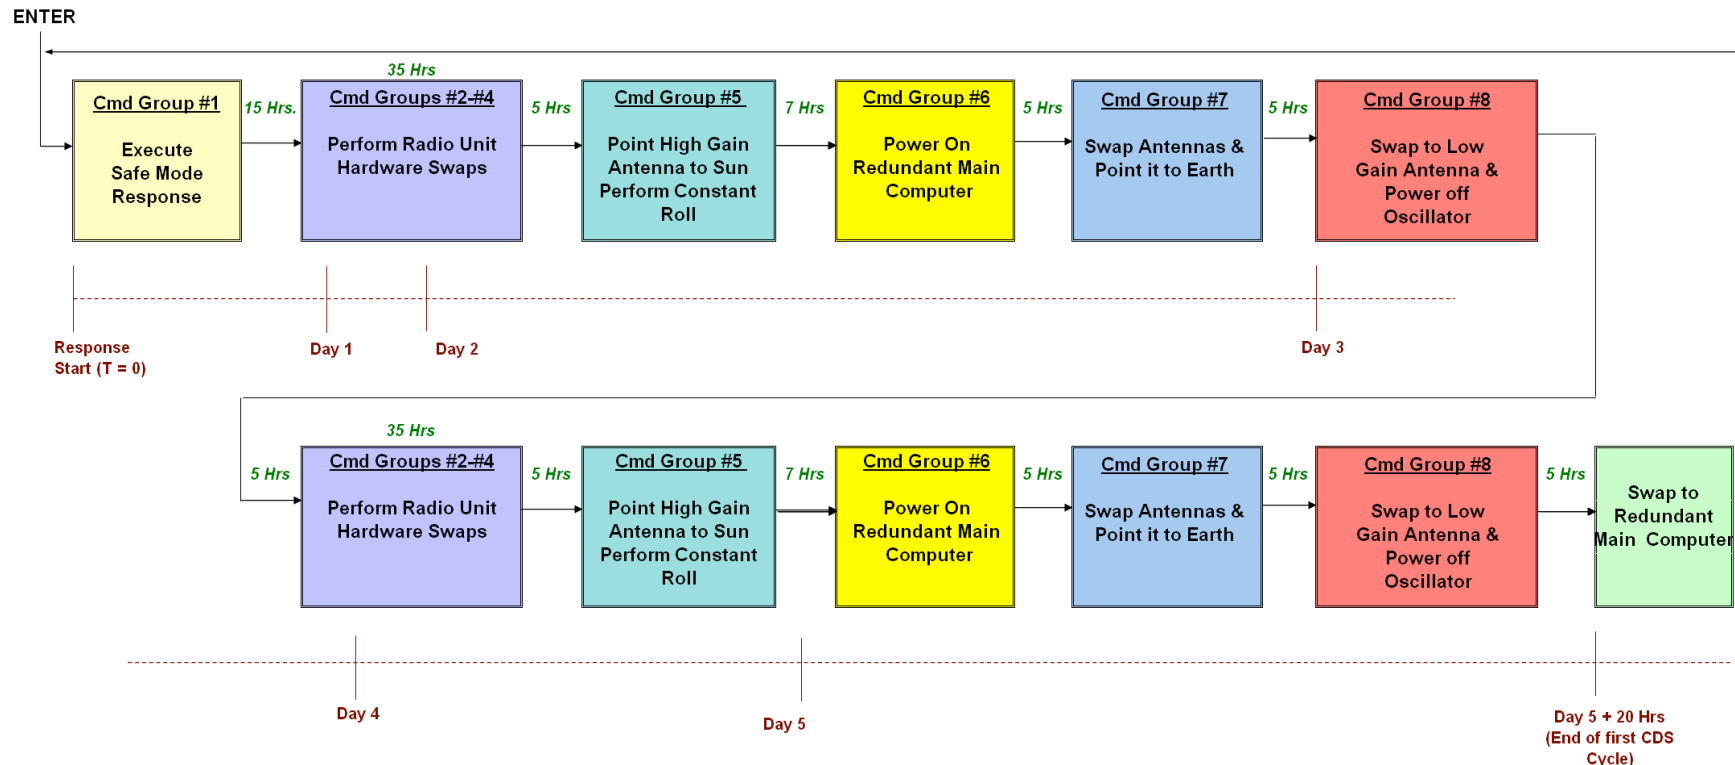 ENTER
35 Hrs
Cmd Group #1
Execute
Safe Mode
Response
15 Hrs.
Cmd Groups #2-#4
Perform Radio Unit
Hardware Swaps
5 Hrs
Cmd Group #5
Point High Gain
Antenna to Sun
Perform Constant
Roll
7 Hrs
Cmd Group #6
Power On
Redundant Main
Computer
5 Hrs
Cmd Group #7
Swap Antennas &
Point it to Earth
5 Hrs
Cmd Group #8
Swap to Low
Gain Antenna &
Power off
Oscillator
Response
Start (T = 0)
Day 1
Day 2
Day 3
35 Hrs
5 Hrs
Cmd Groups #2-#4
Perform Radio Unit
Hardware Swaps
5 Hrs
Cmd Group #5
Point High Gain
Antenna to Sun
Perform Constant
Roll
7 Hrs
Cmd Group #6
Power On
Redundant Main
Computer
5 Hrs
Cmd Group #7
Swap Antennas &
Point it to Earth
5 Hrs
Cmd Group #8
Swap to Low
Gain Antenna &
Power off
Oscillator
5 Hrs
Swap to
Redundant
Main Computer
Day 4
Day 5
Day 5 + 20 Hrs
(End of first CDS
Cycle)